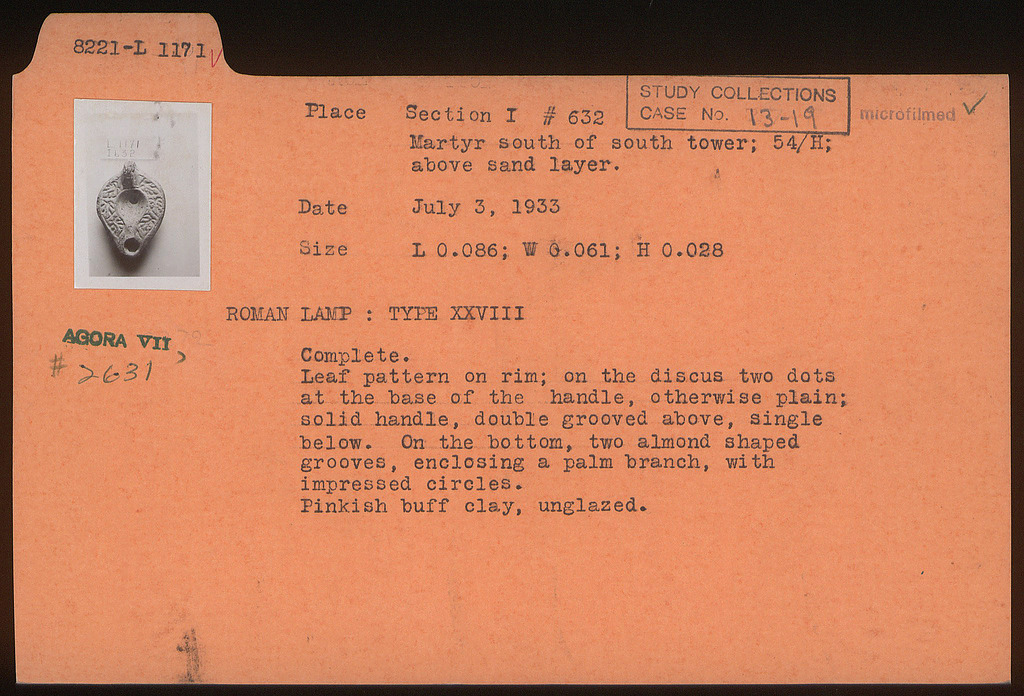 8221-L 1171
STUDY COLLECTIONS
CASE No. 13-19
microfilmed
Place Section I # 632
Martyr south of south tower; 54/H;
above sand layer.
Date July 3, 1933
Size L 0.086; W 0.061; H 0.028
ROMAN LAMP : TYPE XXVIII
AGORA VII,
# 2631
Complete.
Leaf pattern on rim; on the discus two dots
at the base of the handle, otherwise plain;
solid handle, double grooved above, single
below. On the bottom, two almond shaped
grooves, enclosing a palm branch, with
impressed circles.
Pinkish buff clay, unglazed.